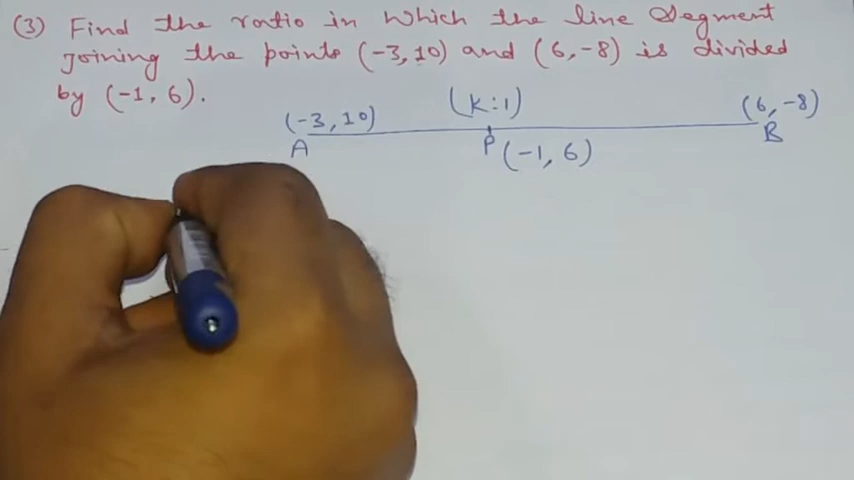 (3) Find the ratio in which the line Segment
joining the points (-3, 10) and (6, -8) is divided
by (-1, 6).
(K:1)
(-3, 10) (6, -8)
A P (-1, 6) B